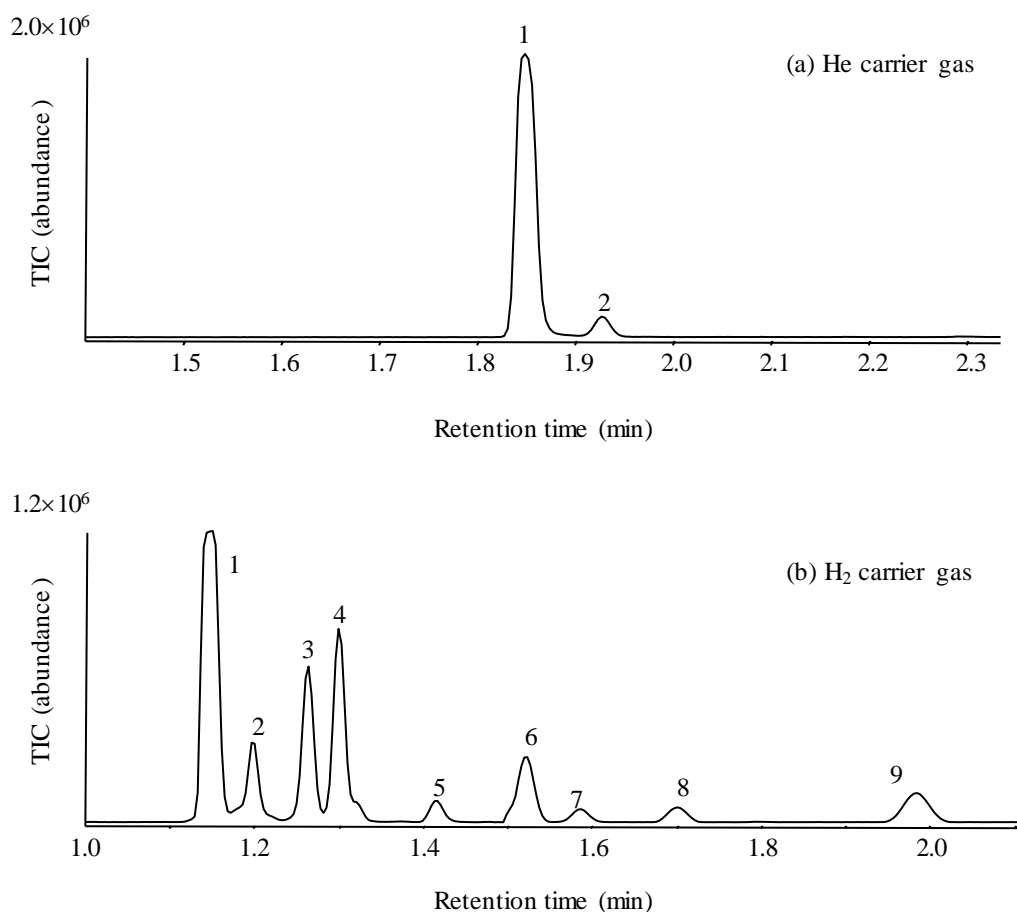 2.0×10⁶
1
(a) He carrier gas
TIC (abundance)
2
1.5 1.6 1.7 1.8 1.9 2.0 2.1 2.2 2.3
Retention time (min)
1.2×10⁶
1
(b) H₂ carrier gas
4
3
TIC (abundance)
2
6
5
7
8
9
1.0 1.2 1.4 1.6 1.8 2.0
Retention time (min)